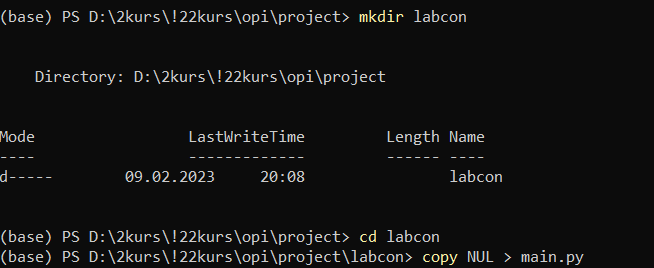 (base) PS D:\2kurs\!22kurs\opi\project> mkdir labcon
Directory: D:\2kurs\!22kurs\opi\project
Mode LastWriteTime Length Name
---- ------------- ------ ----
d----- 09.02.2023 20:08 labcon
(base) PS D:\2kurs\!22kurs\opi\project> cd labcon
(base) PS D:\2kurs\!22kurs\opi\project\labcon> copy NUL > main.py